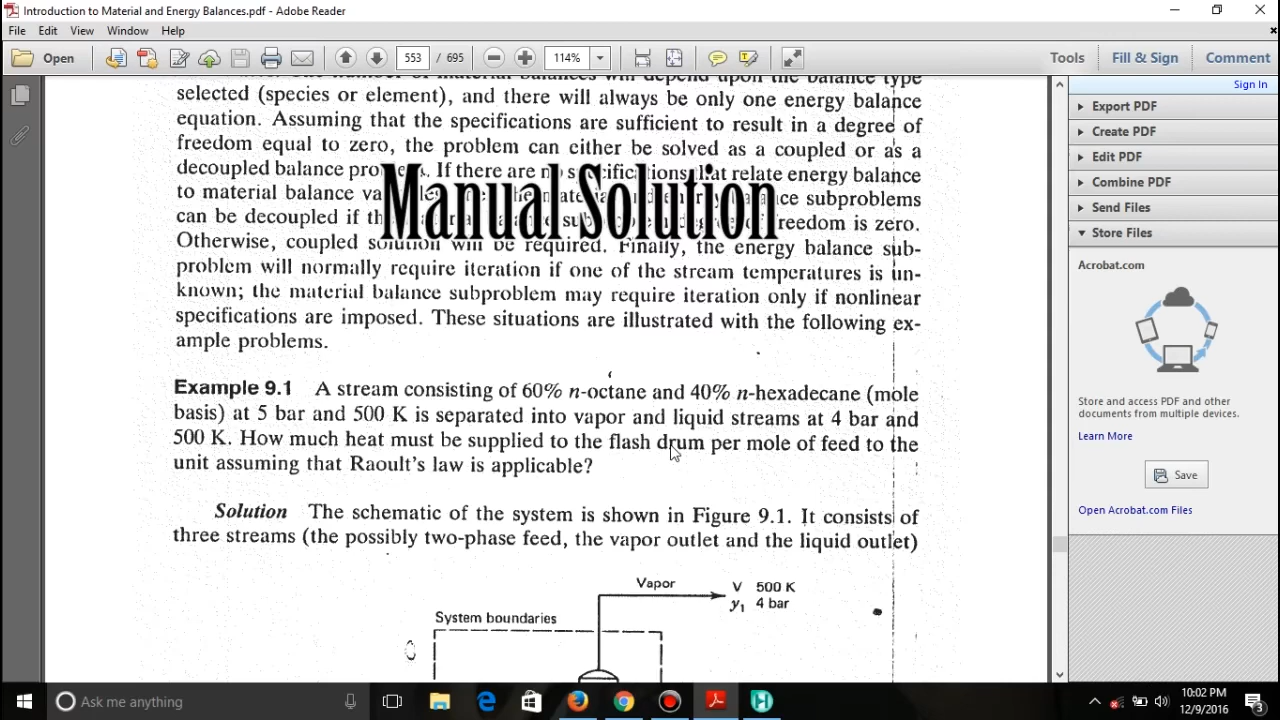 Introduction to Material and Energy Balances.pdf - Adobe Reader
File Edit View Window Help
Open 553 / 695 114% Tools Fill & Sign Comment
Sign In
Export PDF
Create PDF
Edit PDF
Combine PDF
Send Files
Store Files
Acrobat.com
Store and access PDF and other
documents from multiple devices.
Learn More
Save
Open Acrobat.com Files
number of material balances will depend upon the balance type
selected (species or element), and there will always be only one energy balance
equation. Assuming that the specifications are sufficient to result in a degree of
freedom equal to zero, the problem can either be solved as a coupled or as a
decoupled balance If there are no that relate energy balance
to material balance subproblems
can be decoupled if freedom is zero.
Otherwise, coupled solution will be required. Finally, the energy balance sub-
problem will normally require iteration if one of the stream temperatures is un-
known; the material balance subproblem may require iteration only if nonlinear
specifications are imposed. These situations are illustrated with the following ex-
ample problems.
Manual Solution
Example 9.1 A stream consisting of 60% n-octane and 40% n-hexadecane (mole
basis) at 5 bar and 500 K is separated into vapor and liquid streams at 4 bar and
500 K. How much heat must be supplied to the flash drum per mole of feed to the
unit assuming that Raoult's law is applicable?
Solution The schematic of the system is shown in Figure 9.1. It consists of
three streams (the possibly two-phase feed, the vapor outlet and the liquid outlet)
Vapor V 500 K
y₁ 4 bar
System boundaries
Ask me anything
10:02 PM
12/9/2016
3